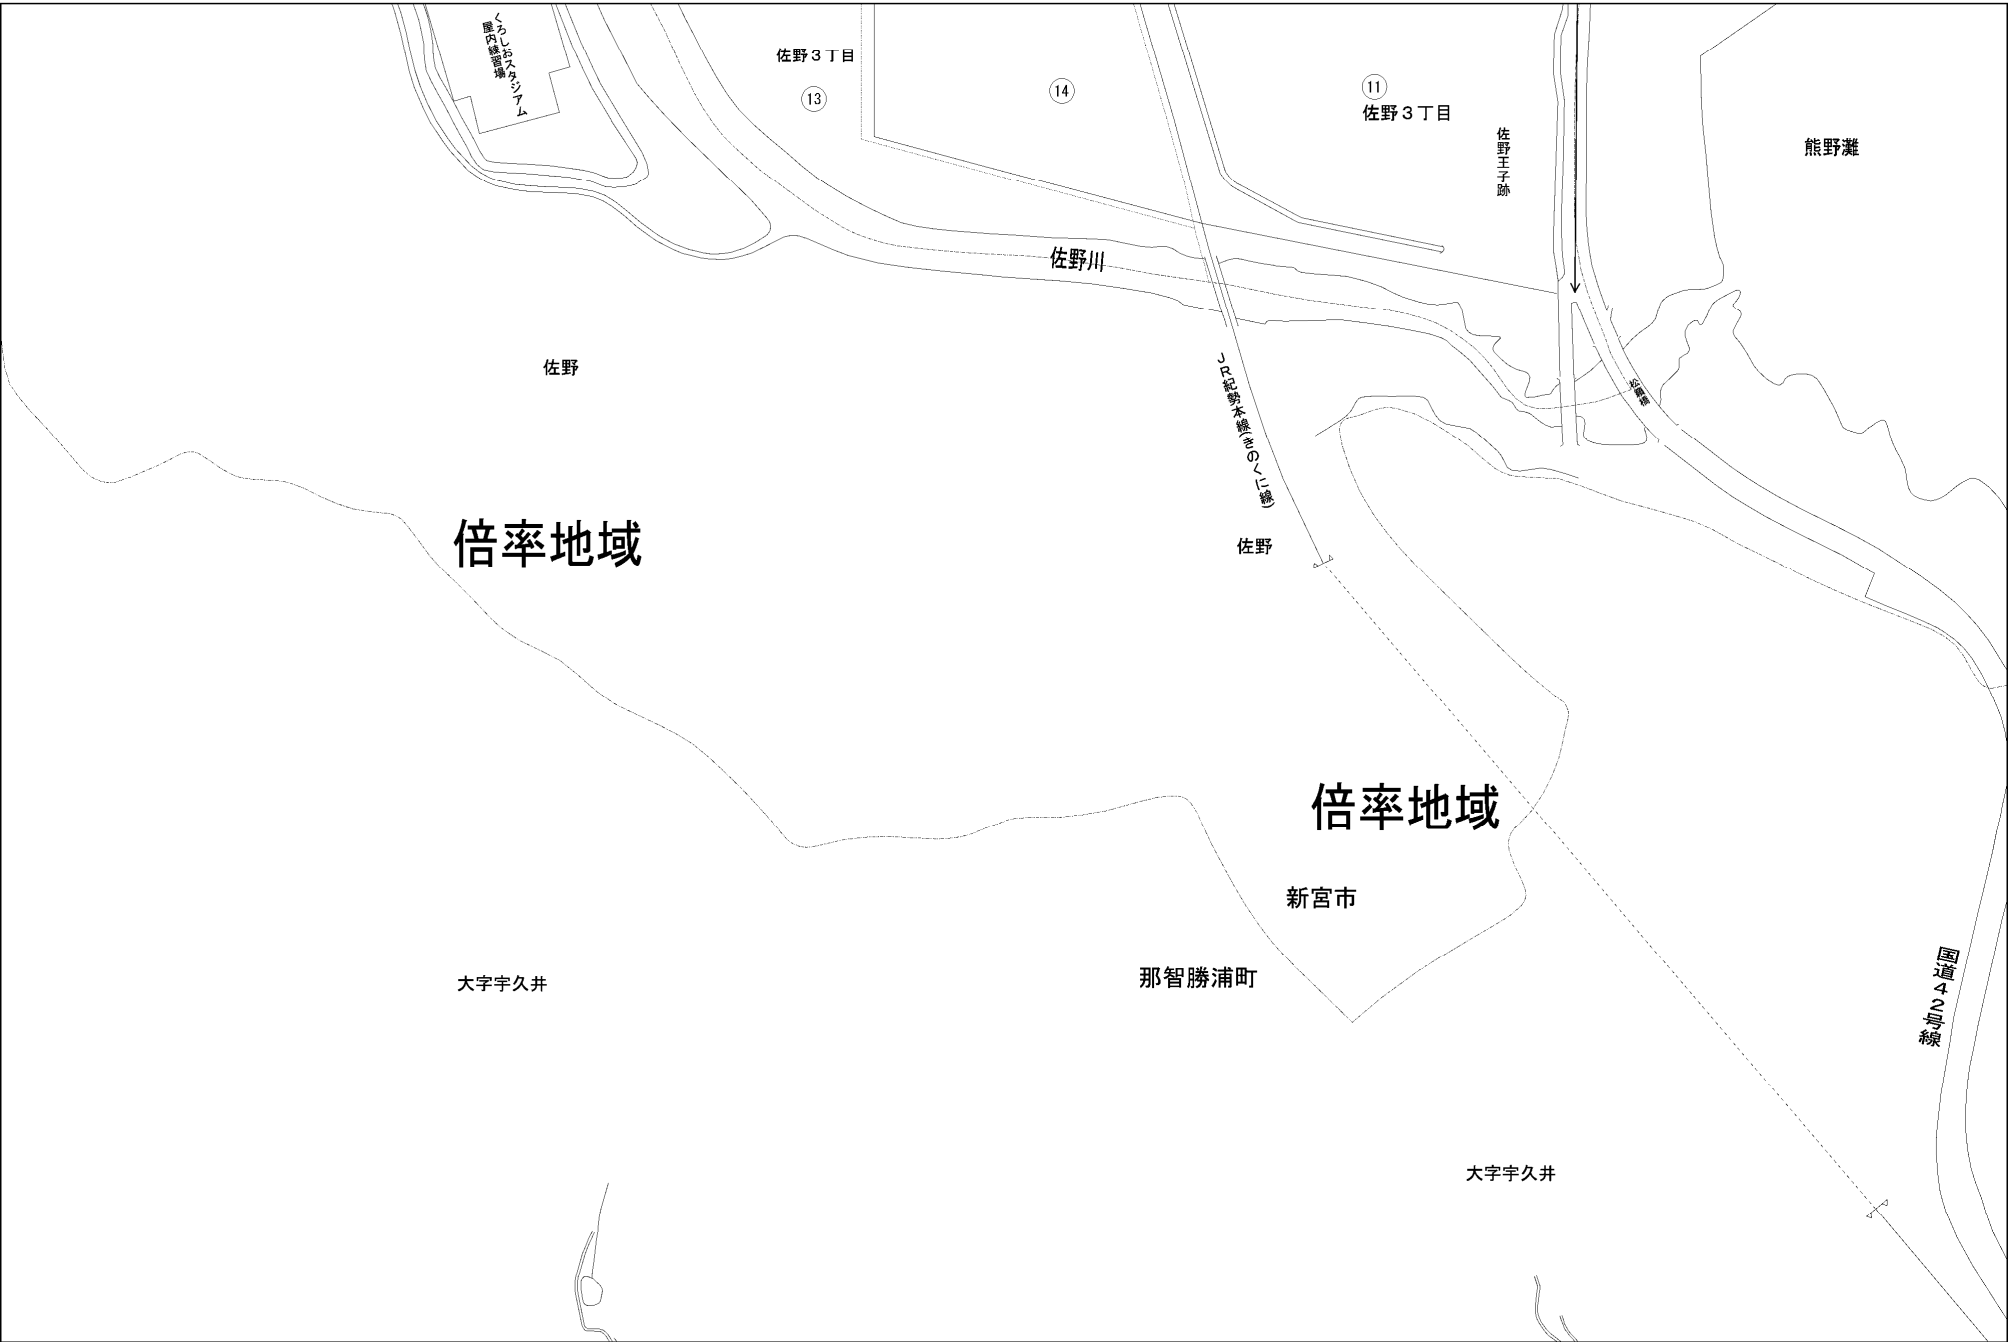 くろしおスタジアム
屋内練習場
佐野３丁目
13
14
11
佐野３丁目
佐野王子跡
熊野灘
佐野川
佐野
ＪＲ紀勢本線(きのくに線)
倍率地域
佐野
倍率地域
新宮市
那智勝浦町
大字宇久井
国道４２号線
大字宇久井